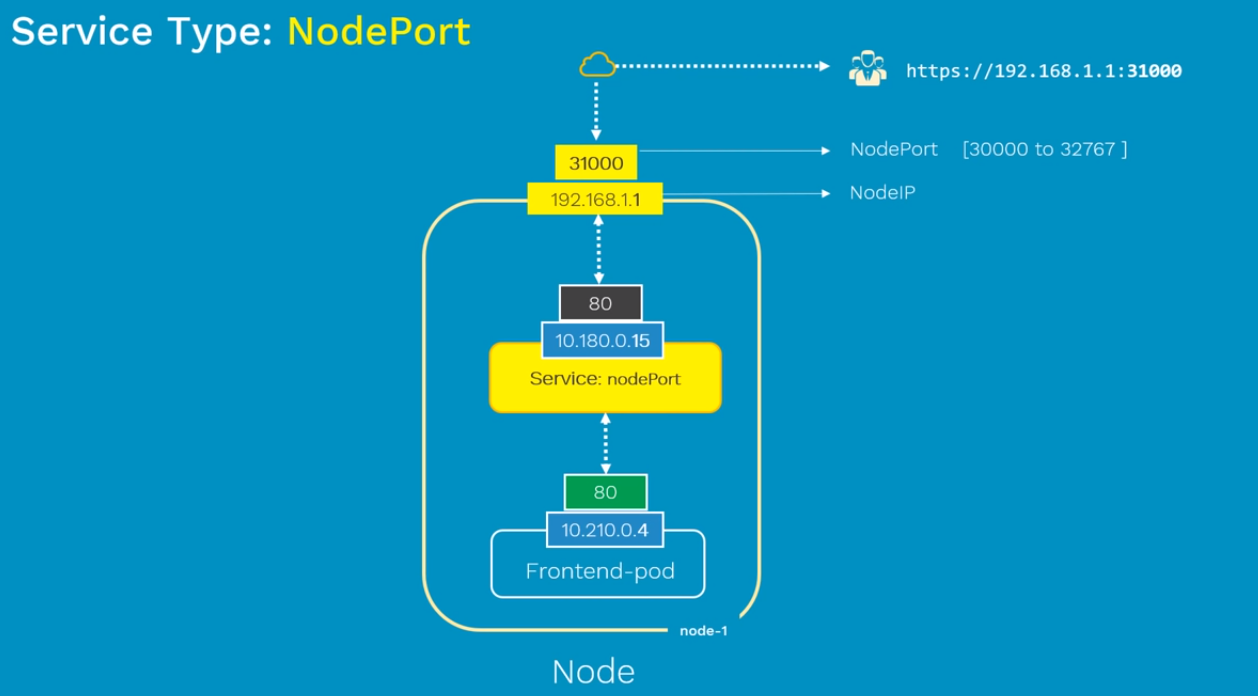 Service Type: NodePort
https://192.168.1.1:31000
31000
NodePort [30000 to 32767 ]
192.168.1.1
NodeIP
80
10.180.0.15
Service: nodePort
80
10.210.0.4
Frontend-pod
node-1
Node